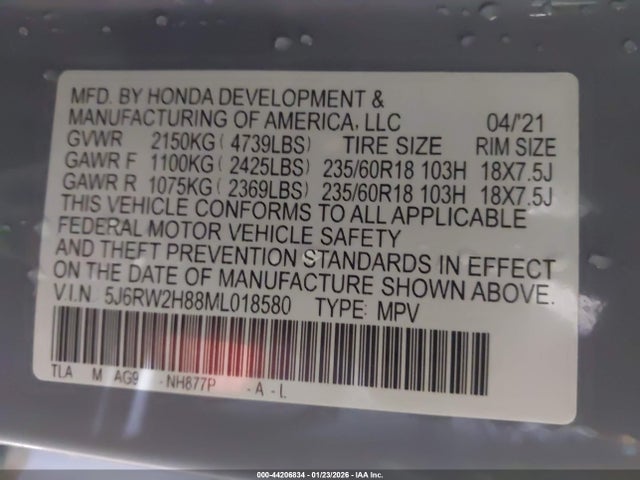 MFD. BY HONDA DEVELOPMENT &
MANUFACTURING OF AMERICA, LLC 04/'21
GVWR 2150KG ( 4739LBS) TIRE SIZE RIM SIZE
GAWR F 1100KG ( 2425LBS) 235/60R18 103H 18X7.5J
GAWR R 1075KG ( 2369LBS) 235/60R18 103H 18X7.5J
THIS VEHICLE CONFORMS TO ALL APPLICABLE
FEDERAL MOTOR VEHICLE SAFETY
AND THEFT PREVENTION STANDARDS IN EFFECT
ON THE DATE OF MANUFACTURE SHOWN ABOVE.
V.I.N. 5J6RW2H88ML018580 TYPE: MPV
TLA M AG9 - NH877P - A - L
000-44206834 - 01/23/2026 - IAA Inc.